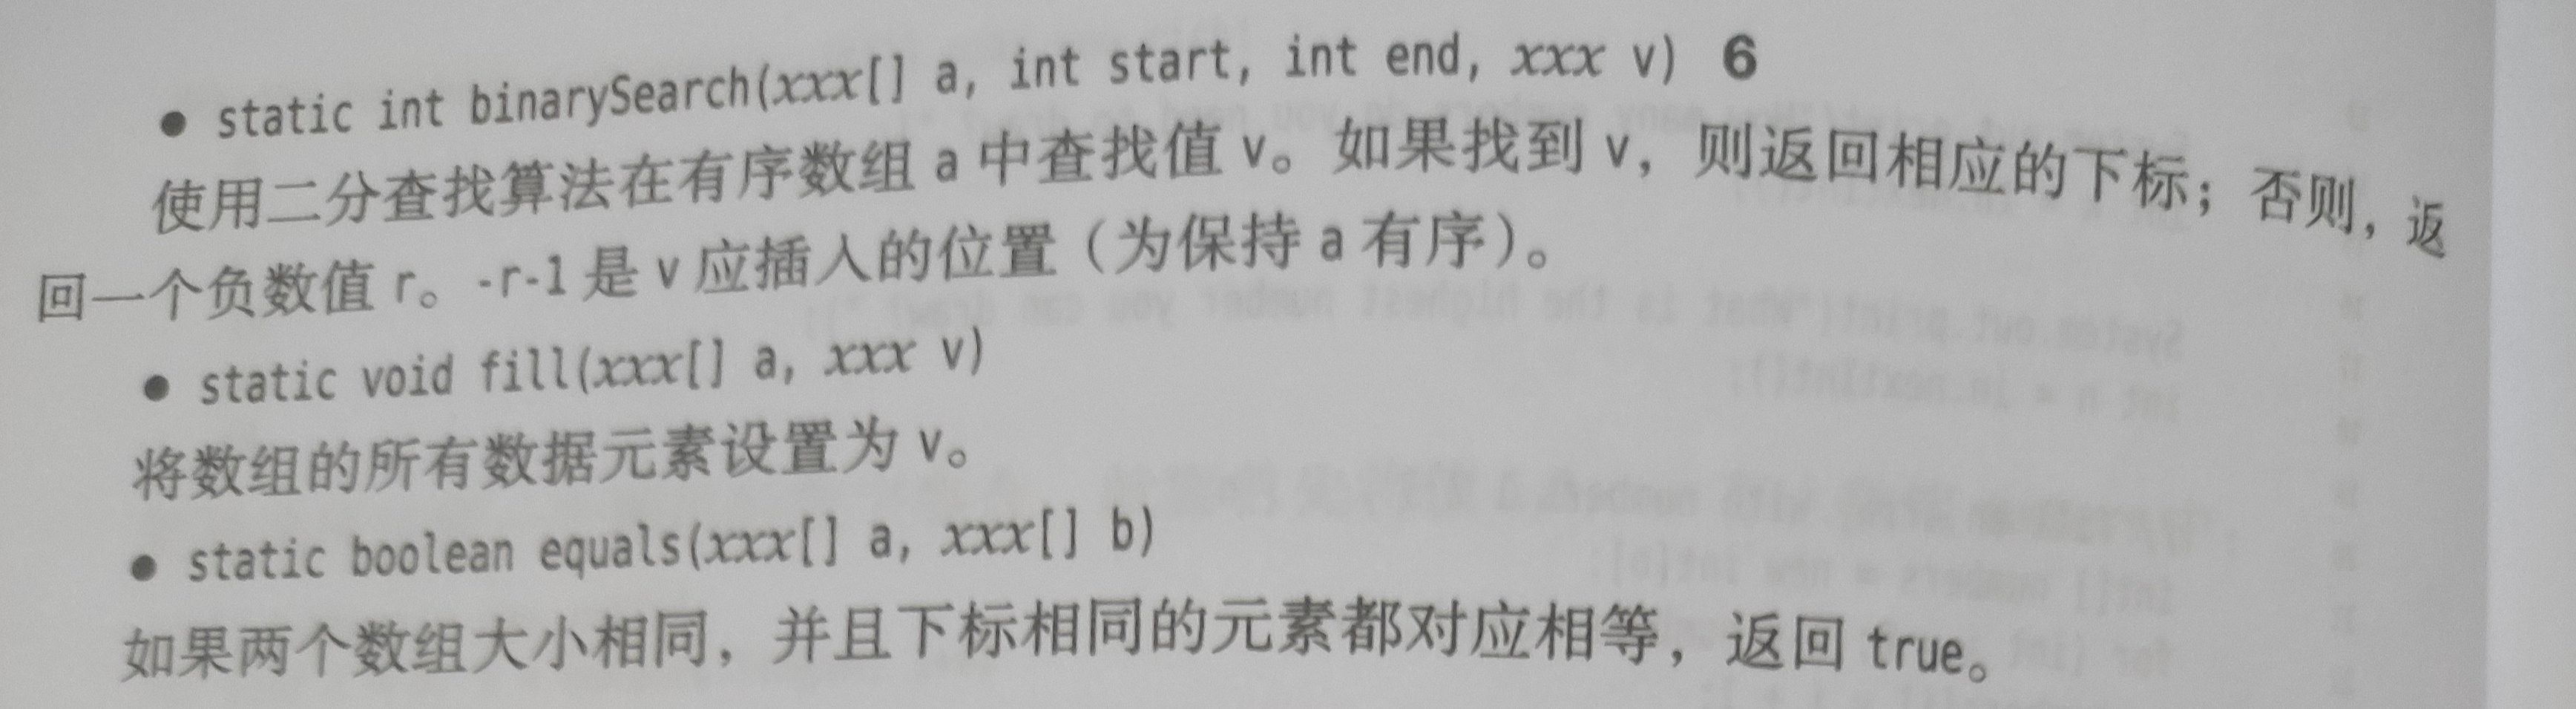 ● static int binarySearch(xxx[] a, int start, int end, xxx v) 6
使用二分查找算法在有序数组 a 中查找值 v。如果找到 v，则返回相应的下标；否则，返
回一个负数值 r。-r-1 是 v 应插入的位置（为保持 a 有序）。
● static void fill(xxx[] a, xxx v)
将数组的所有数据元素设置为 v。
● static boolean equals(xxx[] a, xxx[] b)
如果两个数组大小相同，并且下标相同的元素都对应相等，返回 true。